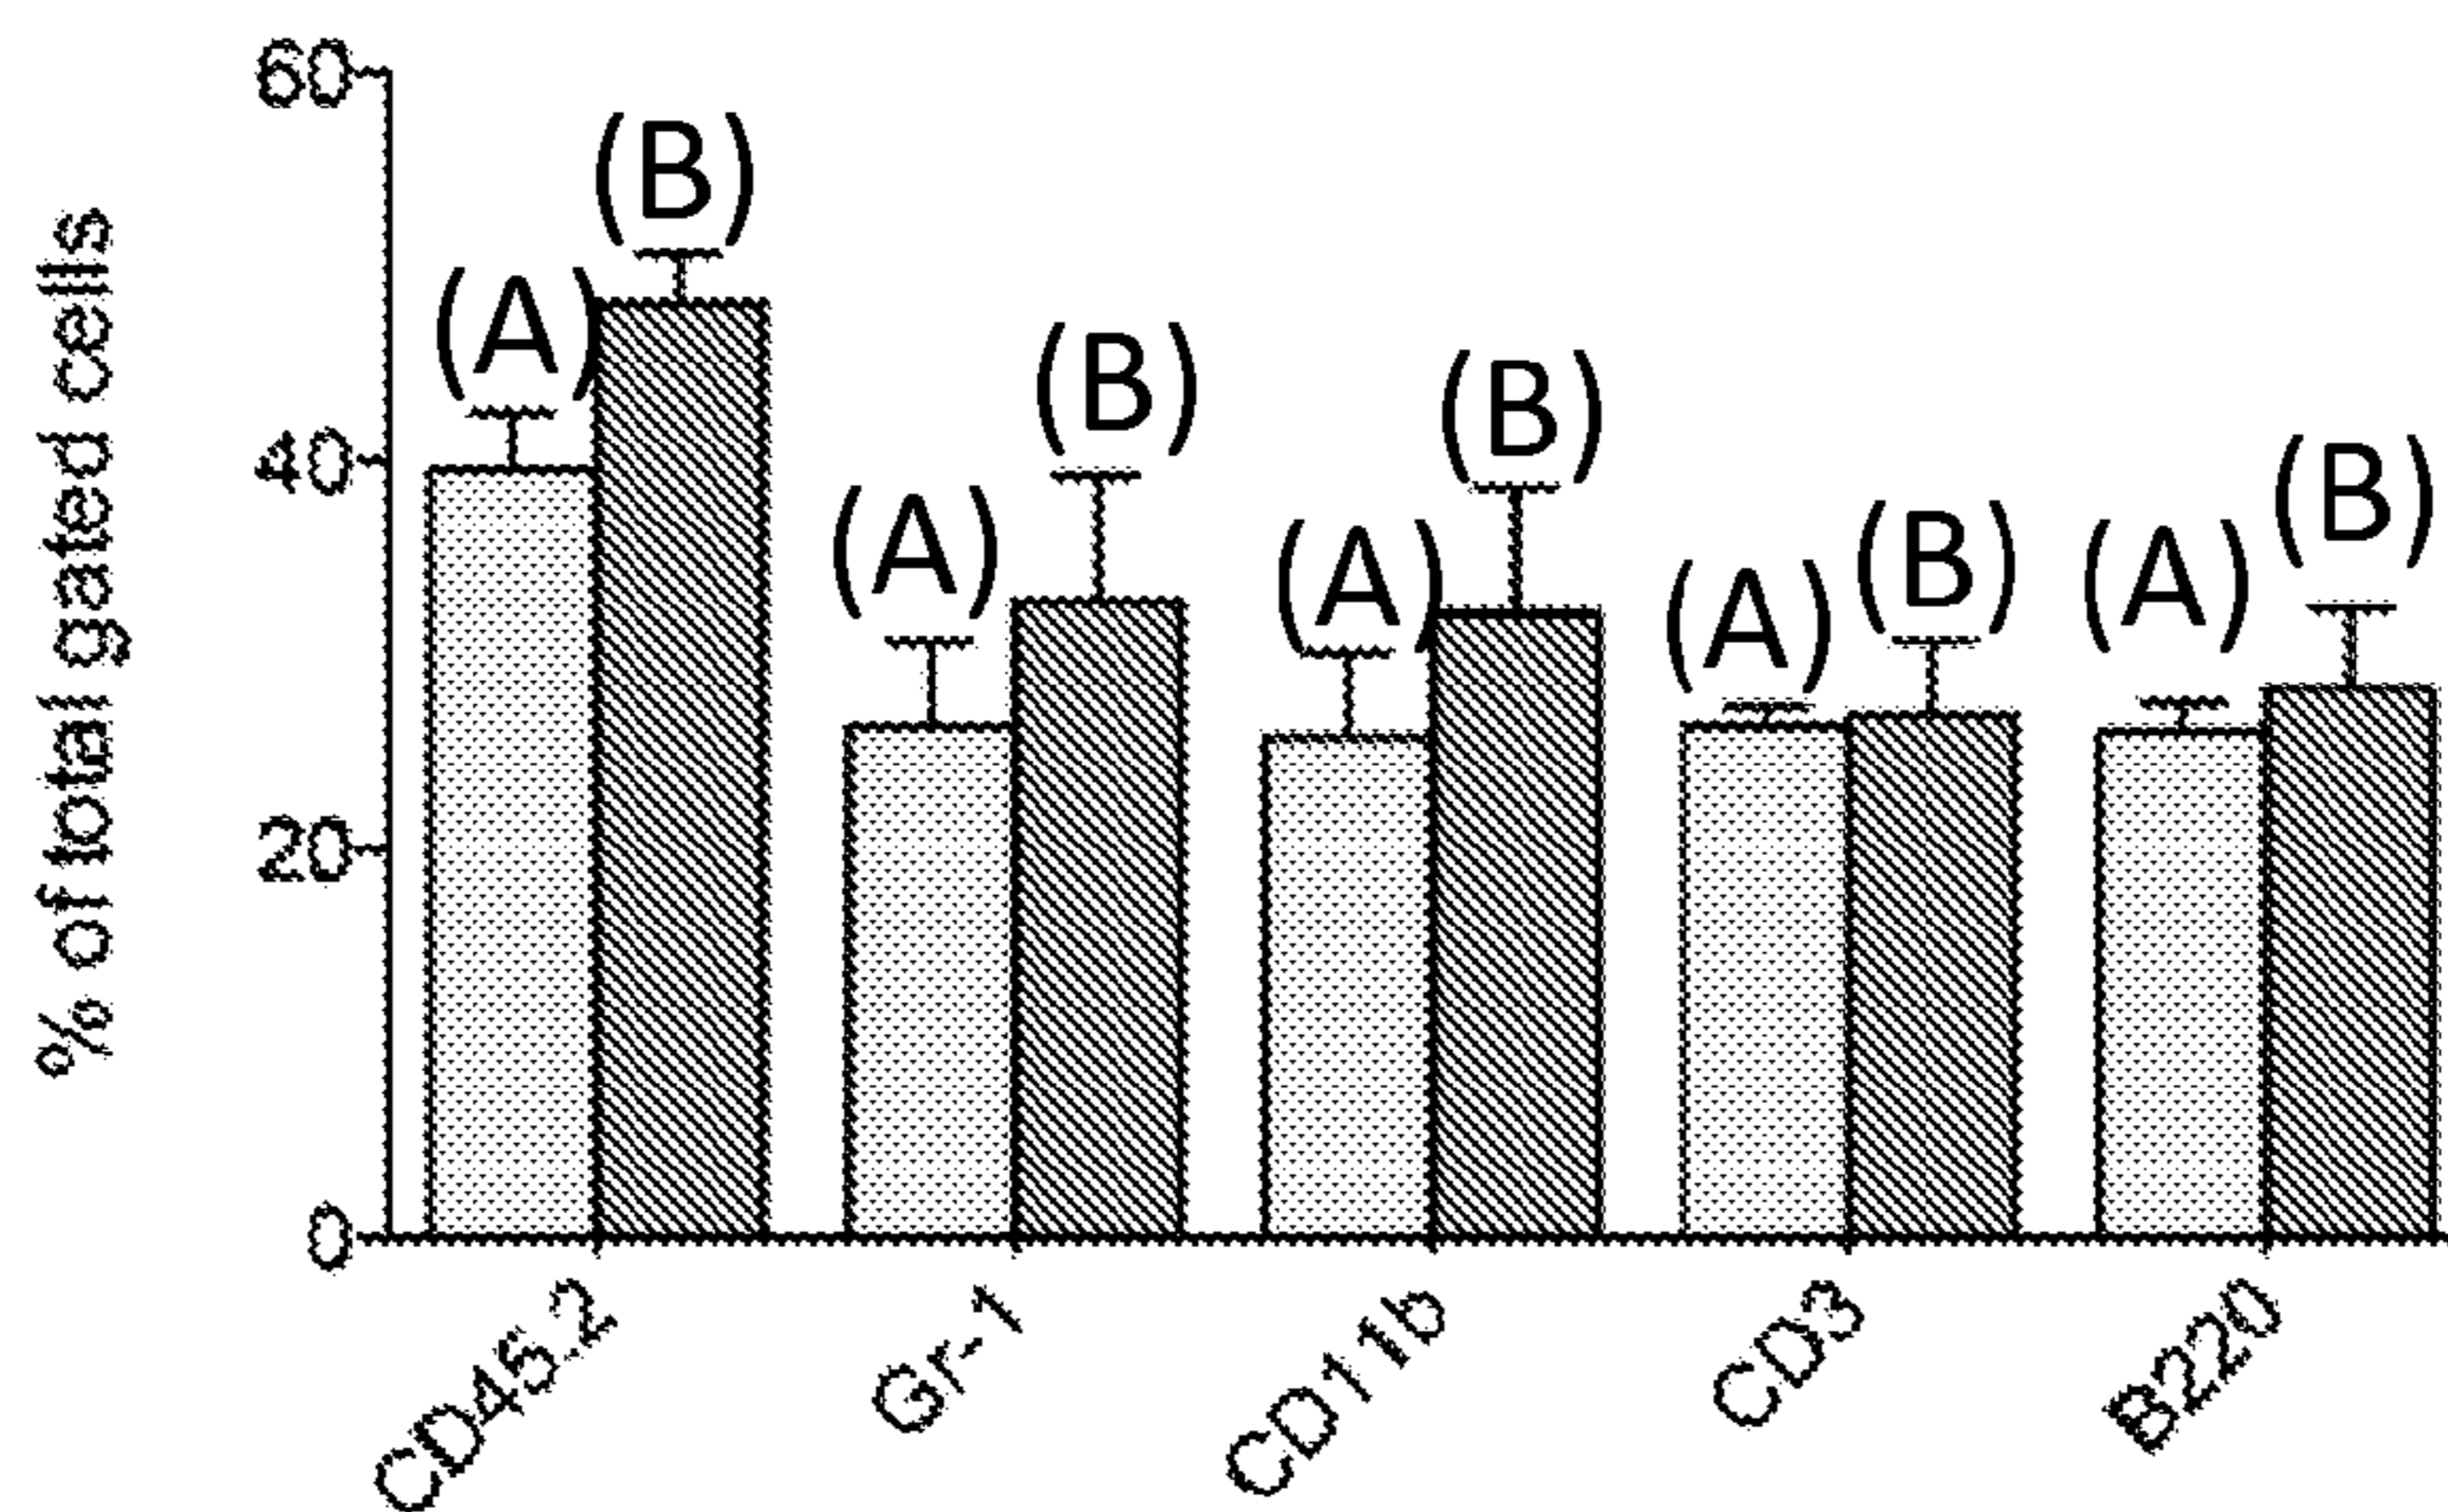 % of total gated cells
60
40
20
0
(A)
(B)
(A)
(B)
(A)
(B)
(A)
(B)
(A)
(B)
CD45.2
Gr-1
CD11b
CD3
B220